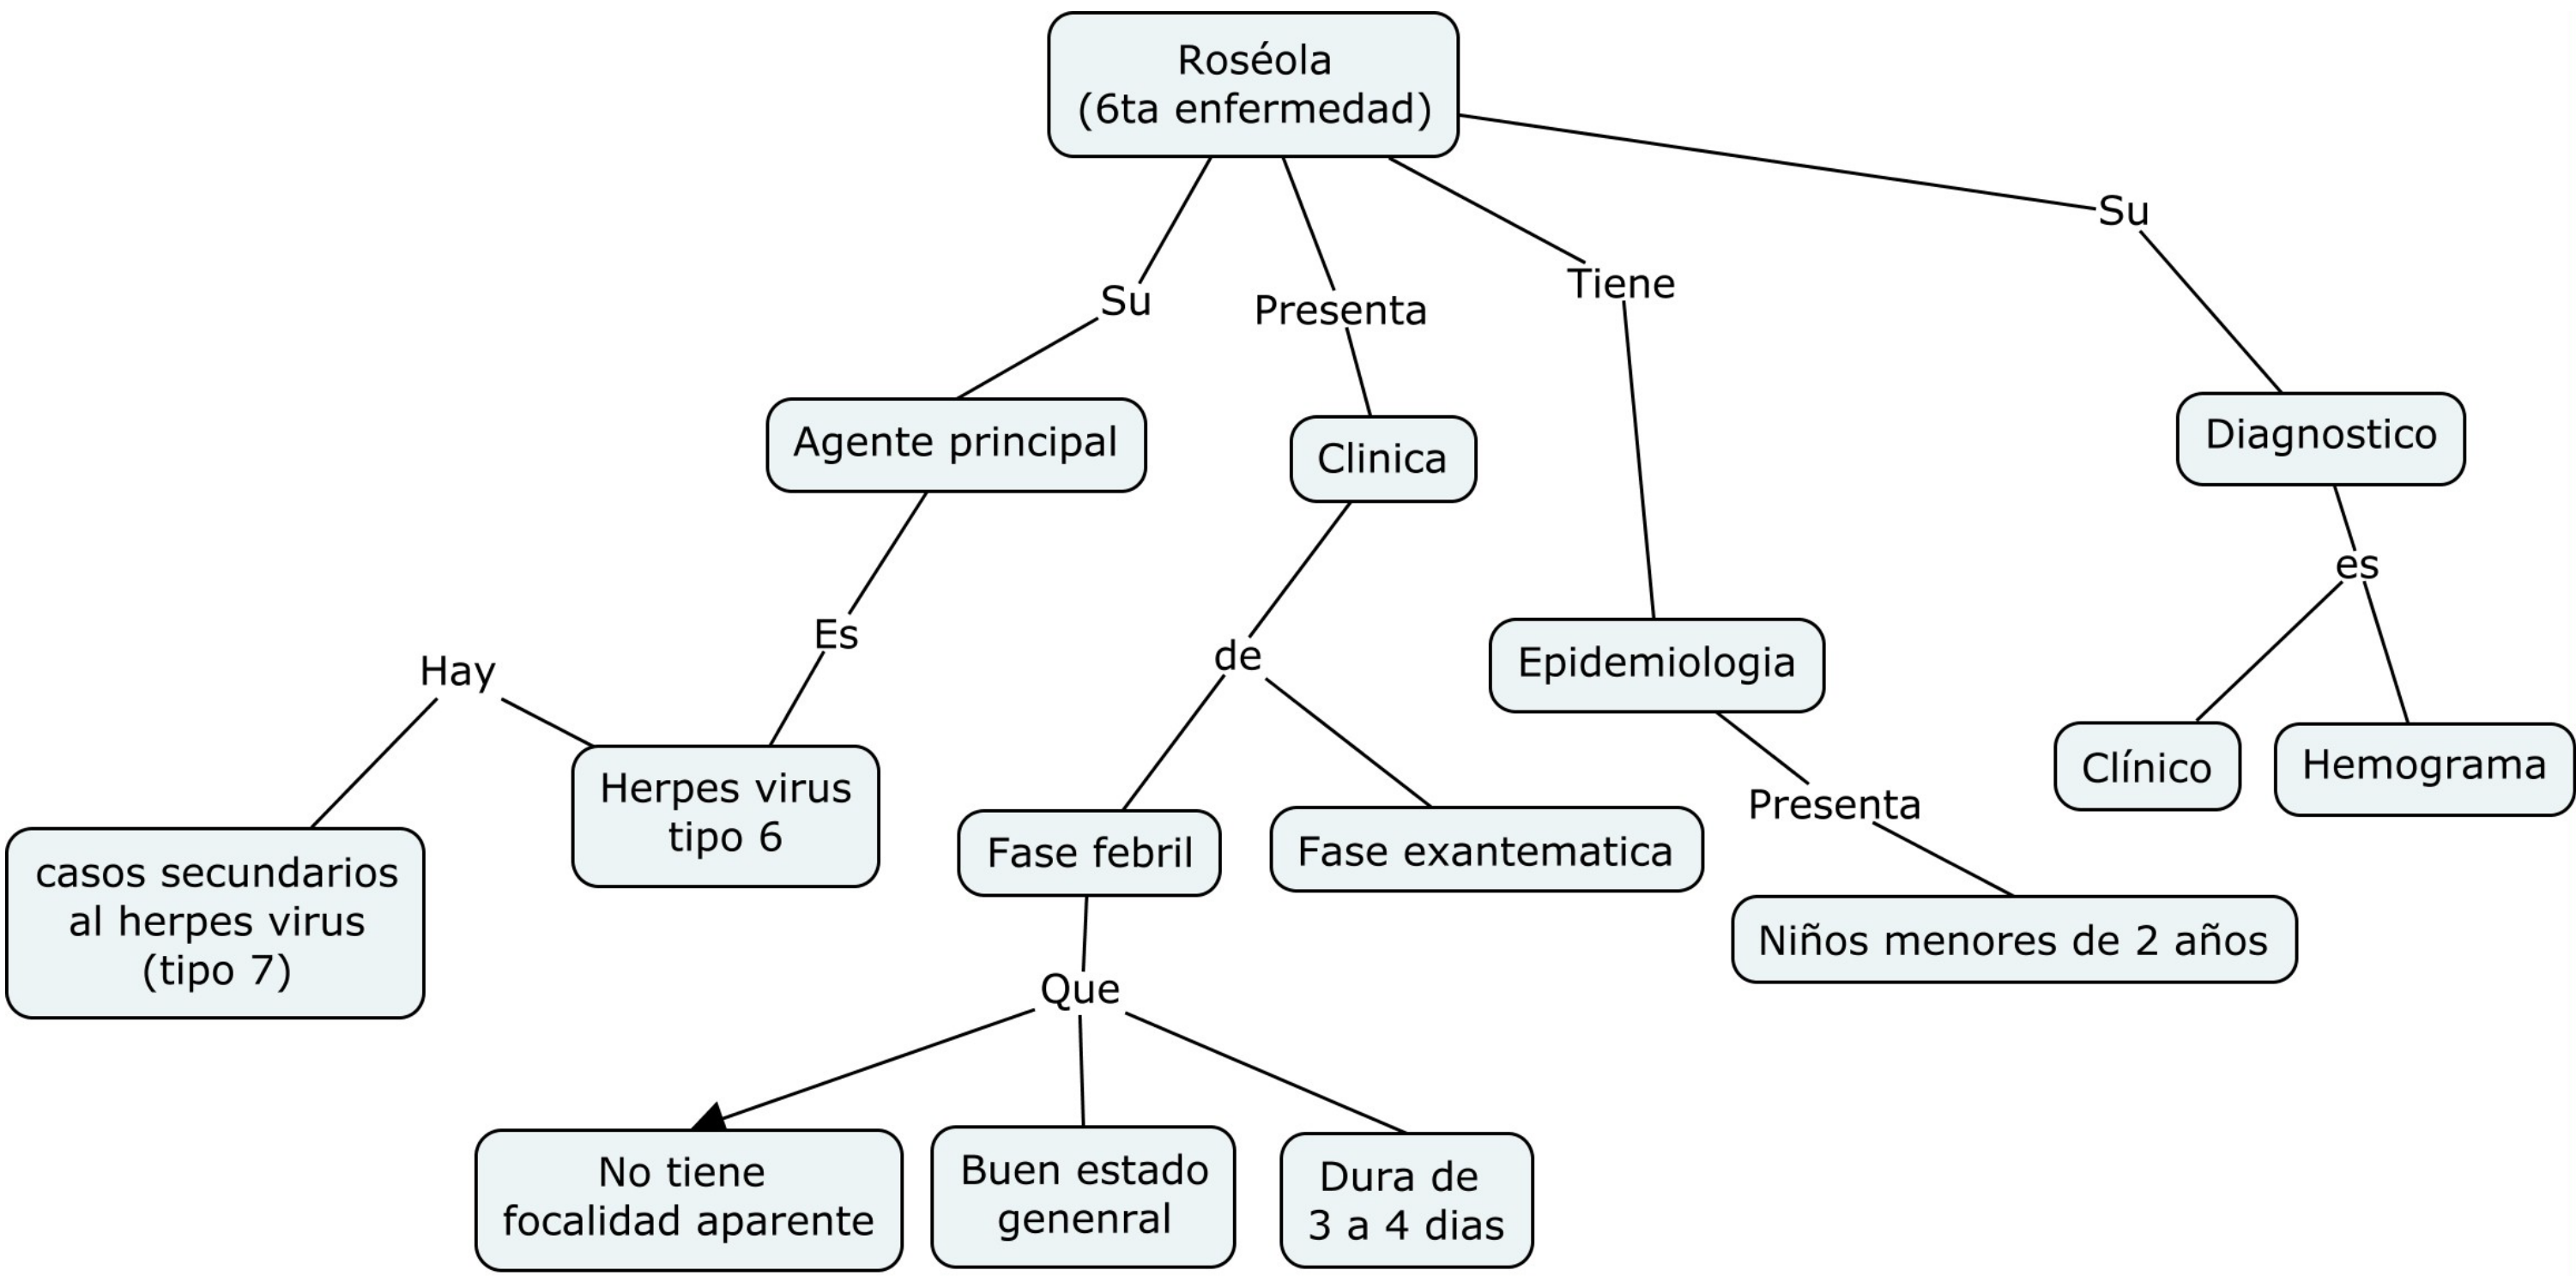 Roséola
(6ta enfermedad)
Su
Su
Presenta
Tiene
Agente principal
Clinica
Diagnostico
es
Es
Hay
de
Epidemiologia
Clínico
Hemograma
Herpes virus
tipo 6
Presenta
casos secundarios
al herpes virus
(tipo 7)
Fase febril
Fase exantematica
Niños menores de 2 años
Que
No tiene
focalidad aparente
Buen estado
genenral
Dura de
3 a 4 dias